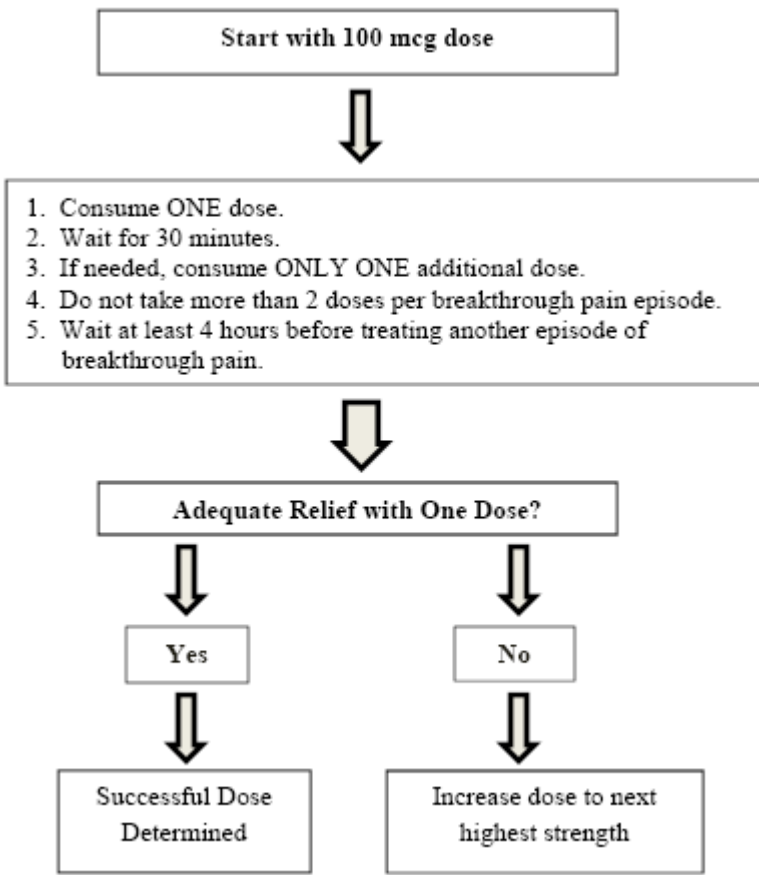 Start with 100 mcg dose
1. Consume ONE dose.
2. Wait for 30 minutes.
3. If needed, consume ONLY ONE additional dose.
4. Do not take more than 2 doses per breakthrough pain episode.
5. Wait at least 4 hours before treating another episode of
breakthrough pain.
Adequate Relief with One Dose?
Yes
No
Successful Dose
Determined
Increase dose to next
highest strength